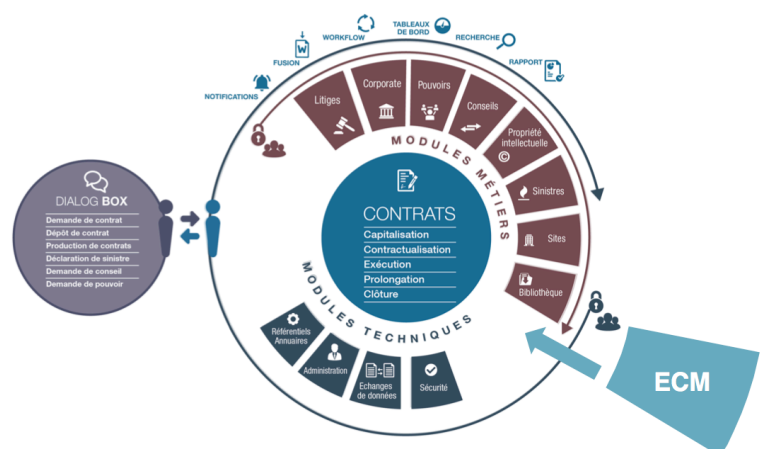 NOTIFICATIONS
FUSION
WORKFLOW
TABLEAUX
DE BORD
RECHERCHE
RAPPORT
W
Litiges
Corporate
Pouvoirs
Conseils
Propriété
intellectuelle
©
Sinistres
Sites
Bibliothèque
MODULES MÉTIERS
DIALOG BOX
Demande de contrat
Dépôt de contrat
Production de contrats
Déclaration de sinistre
Demande de conseil
Demande de pouvoir
CONTRATS
Capitalisation
Contractualisation
Exécution
Prolongation
Clôture
MODULES TECHNIQUES
Référentiels
Annuaires
Administration
Echanges
de données
Sécurité
ECM